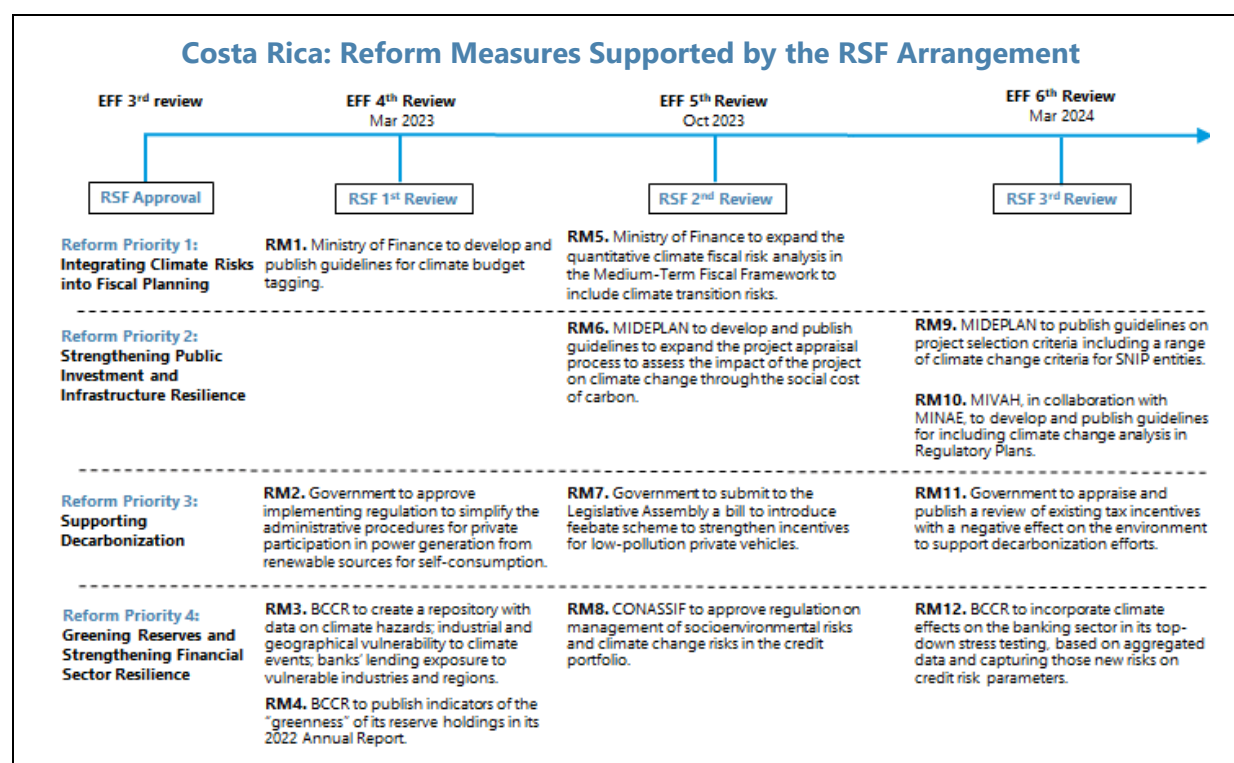 Costa Rica: Reform Measures Supported by the RSF Arrangement
EFF 3rd review
EFF 4th Review
Mar 2023
EFF 5th Review
Oct 2023
EFF 6th Review
Mar 2024
RSF Approval
RSF 1st Review
RSF 2nd Review
RSF 3rd Review
Reform Priority 1:
Integrating Climate Risks
into Fiscal Planning
RM1. Ministry of Finance to develop and
publish guidelines for climate budget
tagging.
RM5. Ministry of Finance to expand the
quantitative climate fiscal risk analysis in
the Medium-Term Fiscal Framework to
include climate transition risks.
Reform Priority 2:
Strengthening Public
Investment and
Infrastructure Resilience
RM6. MIDEPLAN to develop and publish
guidelines to expand the project appraisal
process to assess the impact of the project
on climate change through the social cost
of carbon.
RM9. MIDEPLAN to publish guidelines on
project selection criteria including a range
of climate change criteria for SNIP entities.
RM10. MIVAH, in collaboration with
MINAE, to develop and publish guidelines
for including climate change analysis in
Regulatory Plans.
Reform Priority 3:
Supporting
Decarbonization
RM2. Government to approve
implementing regulation to simplify the
administrative procedures for private
participation in power generation from
renewable sources for self-consumption.
RM7. Government to submit to the
Legislative Assembly a bill to introduce
feebate scheme to strengthen incentives
for low-pollution private vehicles.
RM11. Government to appraise and
publish a review of existing tax incentives
with a negative effect on the environment
to support decarbonization efforts.
Reform Priority 4:
Greening Reserves and
Strengthening Financial
Sector Resilience
RM3. BCCR to create a repository with
data on climate hazards; industrial and
geographical vulnerability to climate
events; banks' lending exposure to
vulnerable industries and regions.
RM4. BCCR to publish indicators of the
"greenness" of its reserve holdings in its
2022 Annual Report.
RM8. CONASSIF to approve regulation on
management of socioenvironmental risks
and climate change risks in the credit
portfolio.
RM12. BCCR to incorporate climate
effects on the banking sector in its top-
down stress testing, based on aggregated
data and capturing those new risks on
credit risk parameters.